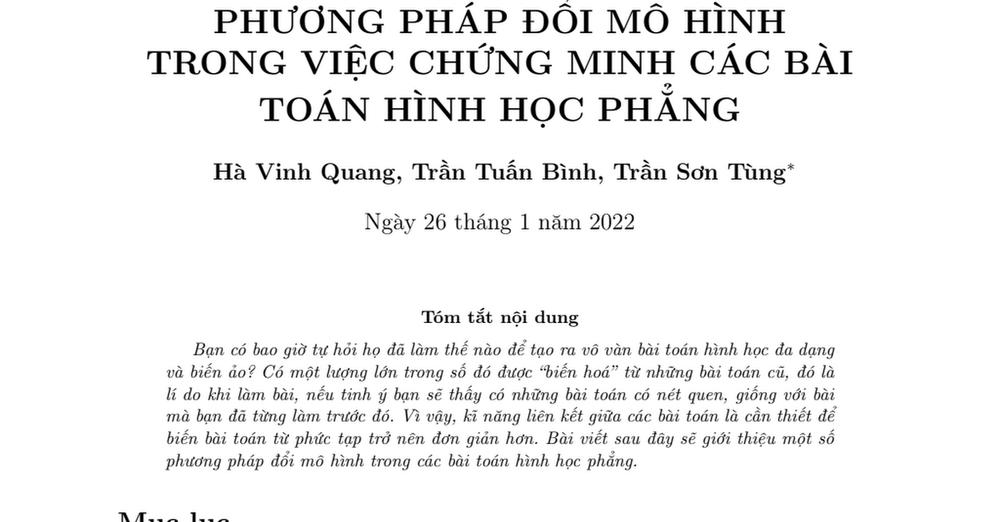 PHƯƠNG PHÁP ĐỔI MÔ HÌNH
TRONG VIỆC CHỨNG MINH CÁC BÀI
TOÁN HÌNH HỌC PHẲNG
Hà Vinh Quang, Trần Tuấn Bình, Trần Sơn Tùng*
Ngày 26 tháng 1 năm 2022
Tóm tắt nội dung
Bạn có bao giờ tự hỏi họ đã làm thế nào để tạo ra vô vàn bài toán hình học đa dạng
và biến ảo? Có một lượng lớn trong số đó được “biến hoá” từ những bài toán cũ, đó là
lí do khi làm bài, nếu tinh ý bạn sẽ thấy có những bài toán có nét quen, giống với bài
mà bạn đã từng làm trước đó. Vì vậy, kĩ năng liên kết giữa các bài toán là cần thiết để
biến bài toán từ phức tạp trở nên đơn giản hơn. Bài viết sau đây sẽ giới thiệu một số
phương pháp đổi mô hình trong các bài toán hình học phẳng.
Mục lục